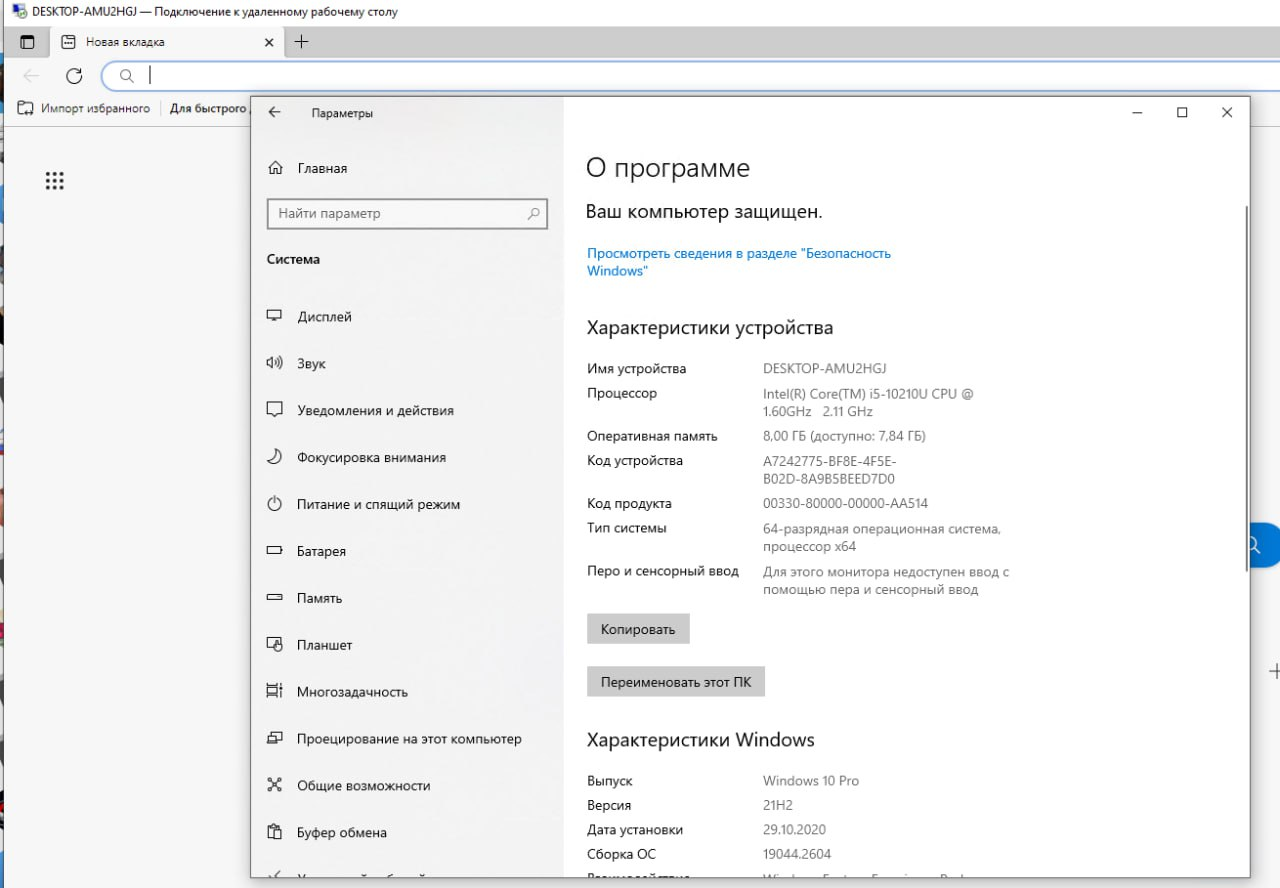 DESKTOP-AMU2HGJ — Подключение к удаленному рабочему столу
Новая вкладка
Импорт избранного
Для быстрого
Параметры
Главная
Найти параметр
Система
Дисплей
Звук
Уведомления и действия
Фокусировка внимания
Питание и спящий режим
Батарея
Память
Планшет
Многозадачность
Проецирование на этот компьютер
Общие возможности
Буфер обмена
О программе
Ваш компьютер защищен.
Просмотреть сведения в разделе "Безопасность
Windows"
Характеристики устройства
Имя устройства DESKTOP-AMU2HGJ
Процессор Intel(R) Core(TM) i5-10210U CPU @
1.60GHz 2.11 GHz
Оперативная память 8,00 ГБ (доступно: 7,84 ГБ)
Код устройства A7242775-BF8E-4F5E-
B02D-8A9B5BEED7D0
Код продукта 00330-80000-00000-AA514
Тип системы 64-разрядная операционная система,
процессор x64
Перо и сенсорный ввод Для этого монитора недоступен ввод с
помощью пера и сенсорный ввод
Копировать
Переименовать этот ПК
Характеристики Windows
Выпуск Windows 10 Pro
Версия 21H2
Дата установки 29.10.2020
Сборка ОС 19044.2604